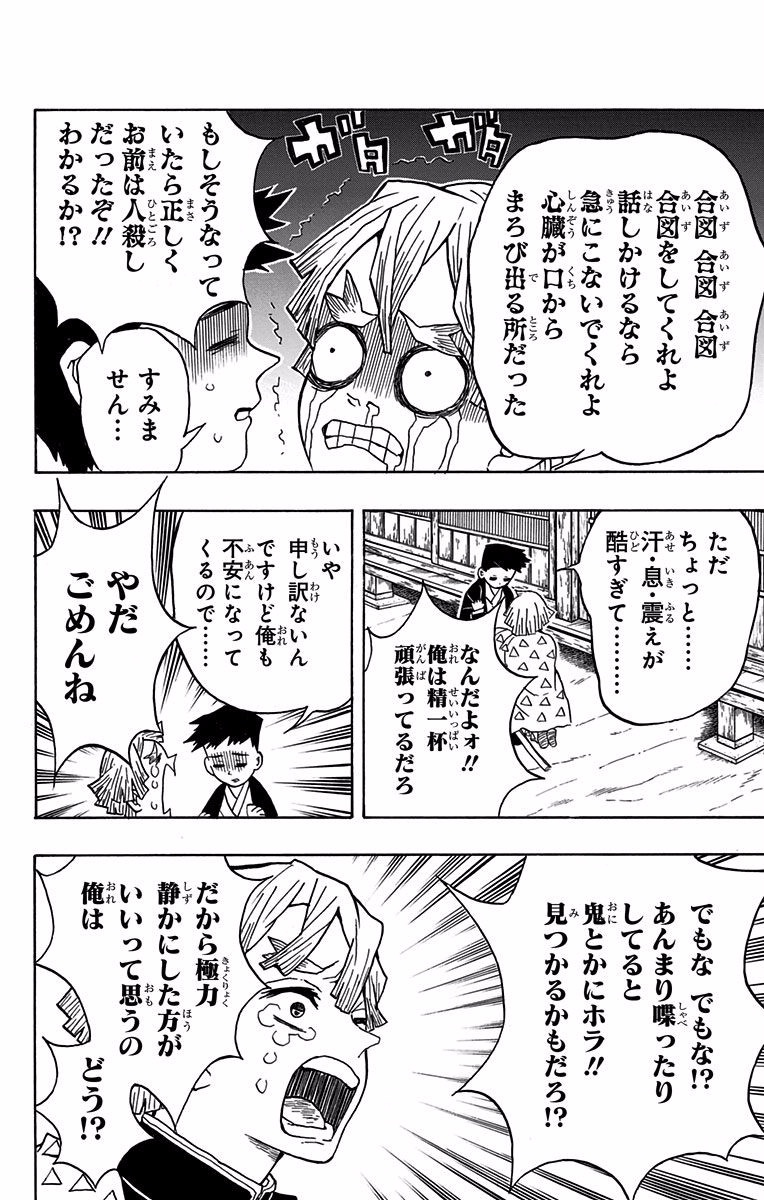 合図 合図 合図
合図をしてくれよ
話しかけるなら
急にこないでくれよ
心臓が口から
まろび出る所だった
ガタ
ガタ
もしそうなって
いたら正しく
お前は人殺し
だったぞ!!
わかるか!?
すみま
せん…
ただ
ちょっと……
汗・息・震えが
酷すぎて………
なんだよォ!!
俺は精一杯
頑張ってるだろ
いや
申し訳ないん
ですけど俺も
不安になって
くるので……
やだ
ごめんね
でもな でもな!?
あんまり喋ったり
してると
鬼とかにホラ!!
見つかるかもだろ!?
だから極力
静かにした方が
いいって思うの
俺は
どう!?